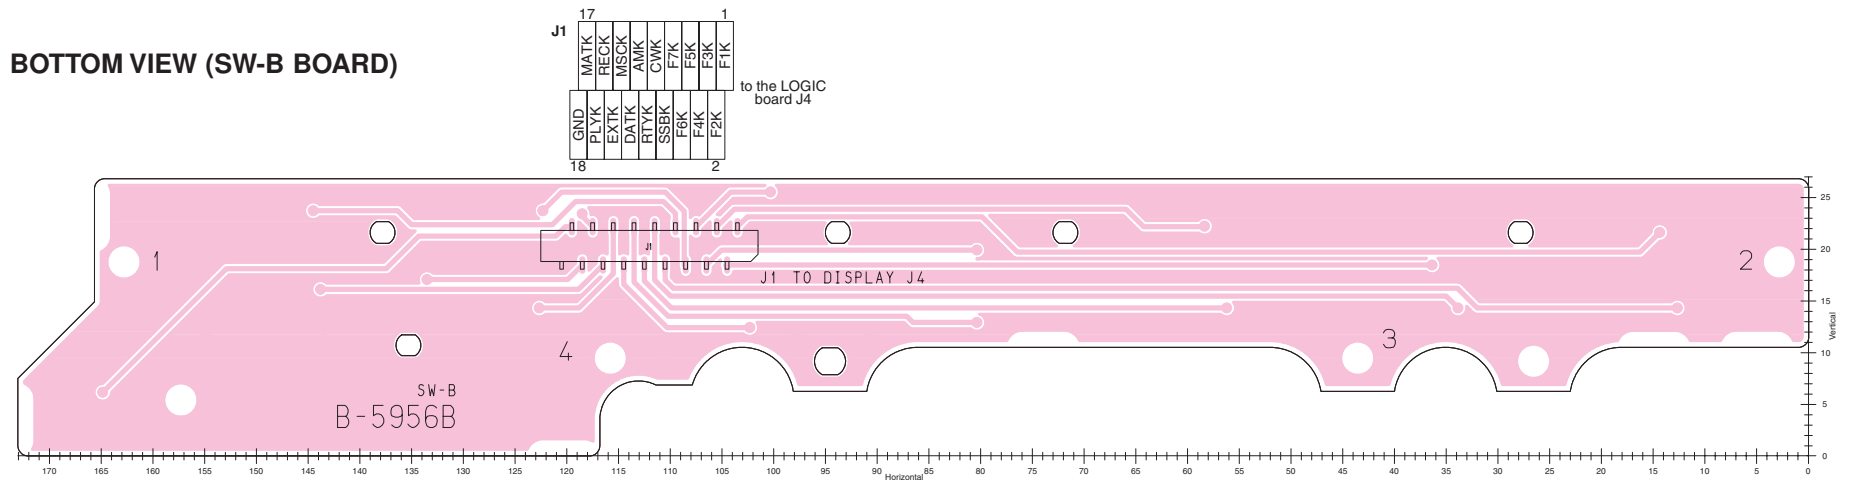 BOTTOM VIEW (SW-B BOARD)
J1
17 1
MATK RECK MSCK AMK CWK F7K F5K F3K F1K
to the LOGIC
board J4
GND PLYK EXTK DATK RTYK SSBK F6K F4K F2K
18 2
1
2
J1
J1 TO DISPLAY J4
3
4
SW-B
B-5956B
25
20
15
10
5
0
Vertical
170 165 160 155 150 145 140 135 130 125 120 115 110 105 100 95 90 85 80 75 70 65 60 55 50 45 40 35 30 25 20 15 10 5 0
Horizontal